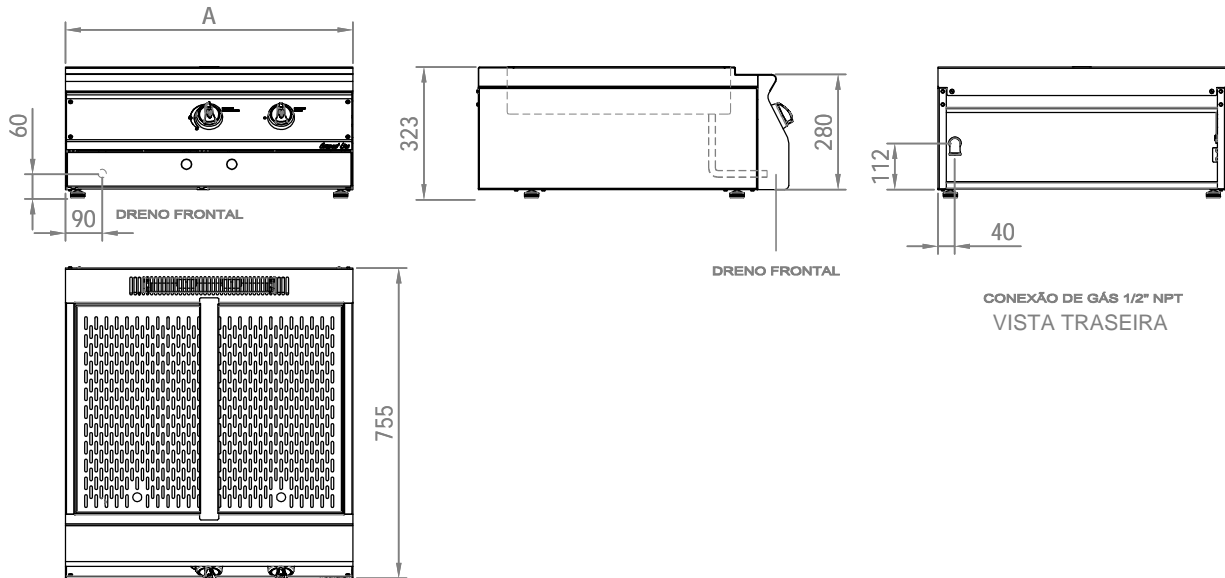 A
60
90
DRENO FRONTAL
323
280
DRENO FRONTAL
112
40
CONEXÃO DE GÁS 1/2" NPT
VISTA TRASEIRA
755